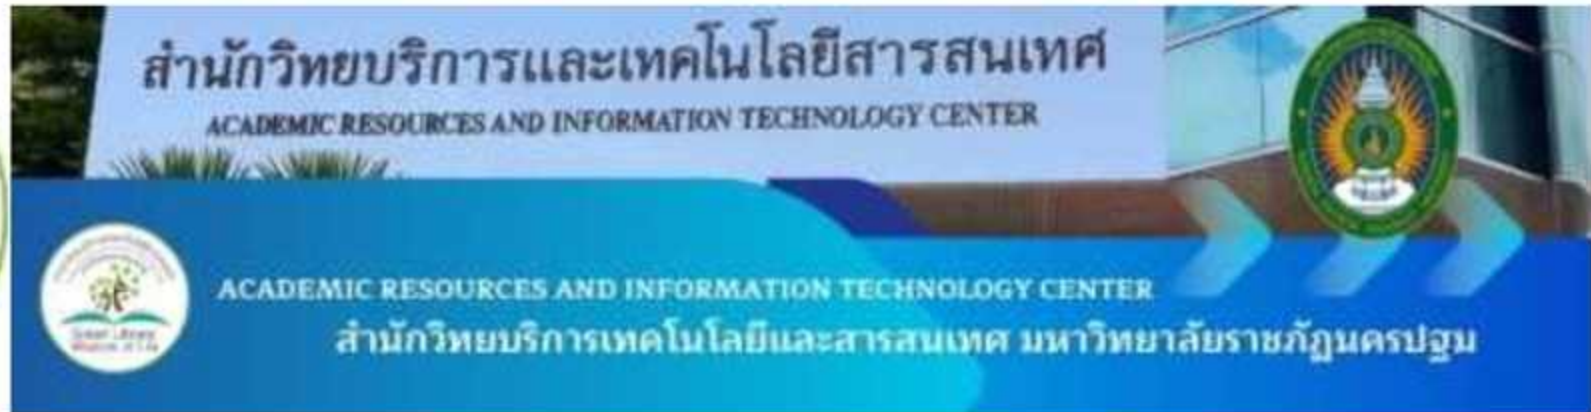 สำนักวิทยบริการและเทคโนโลยีสารสนเทศ
ACADEMIC RESOURCES AND INFORMATION TECHNOLOGY CENTER
ACADEMIC RESOURCES AND INFORMATION TECHNOLOGY CENTER
สำนักวิทยบริการเทคโนโลยีและสารสนเทศ มหาวิทยาลัยราชภัฏนครปฐม
Green Library